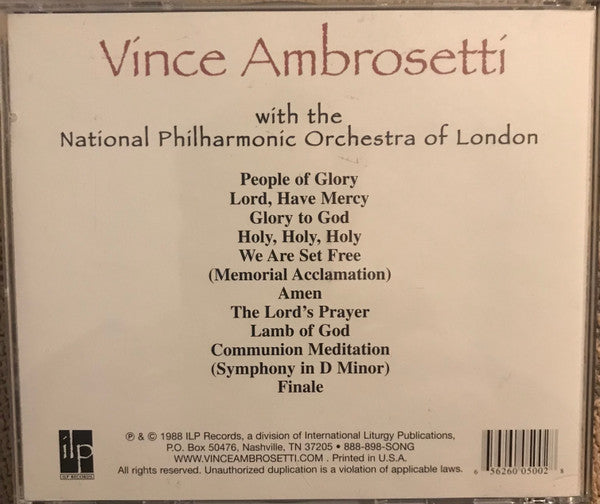 Vince Ambrosetti
with the
National Philharmonic Orchestra of London
People of Glory
Lord, Have Mercy
Glory to God
Holy, Holy, Holy
We Are Set Free
(Memorial Acclamation)
Amen
The Lord's Prayer
Lamb of God
Communion Meditation
(Symphony in D Minor)
Finale
ilp
ILP RECORDS
℗ & © 1988 ILP Records, a division of International Liturgy Publications,
P.O. Box 50476, Nashville, TN 37205 • 888-898-SONG
WWW.VINCEAMBROSETTI.COM . Printed in U.S.A.
All rights reserved. Unauthorized duplication is a violation of applicable laws.
6 56260 05002 8